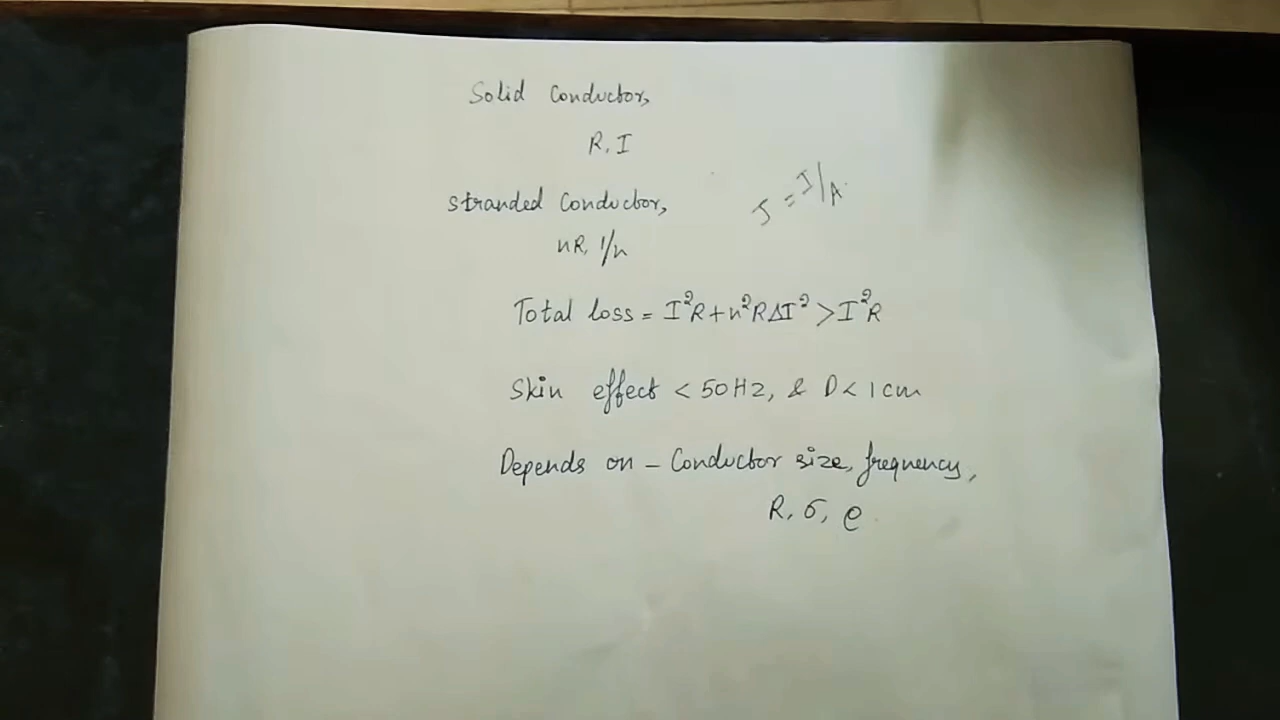 Solid Conductor,
R, I
J = I/A.
Stranded Conductor,
nR, 1/n
Total loss = I²R + n²RΔI² > I²R
Skin effect < 50Hz, & D < 1cm
Depends on - Conductor size, frequency,
R, σ, ρ